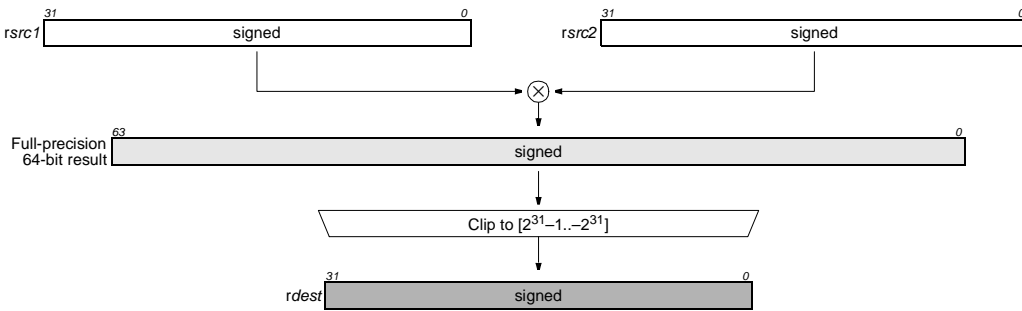 31 0 31 0
rsrc1 signed rsrc2 signed
63 0
Full-precision
64-bit result
signed
Clip to [2³¹–1..–2³¹]
31 0
rdest signed